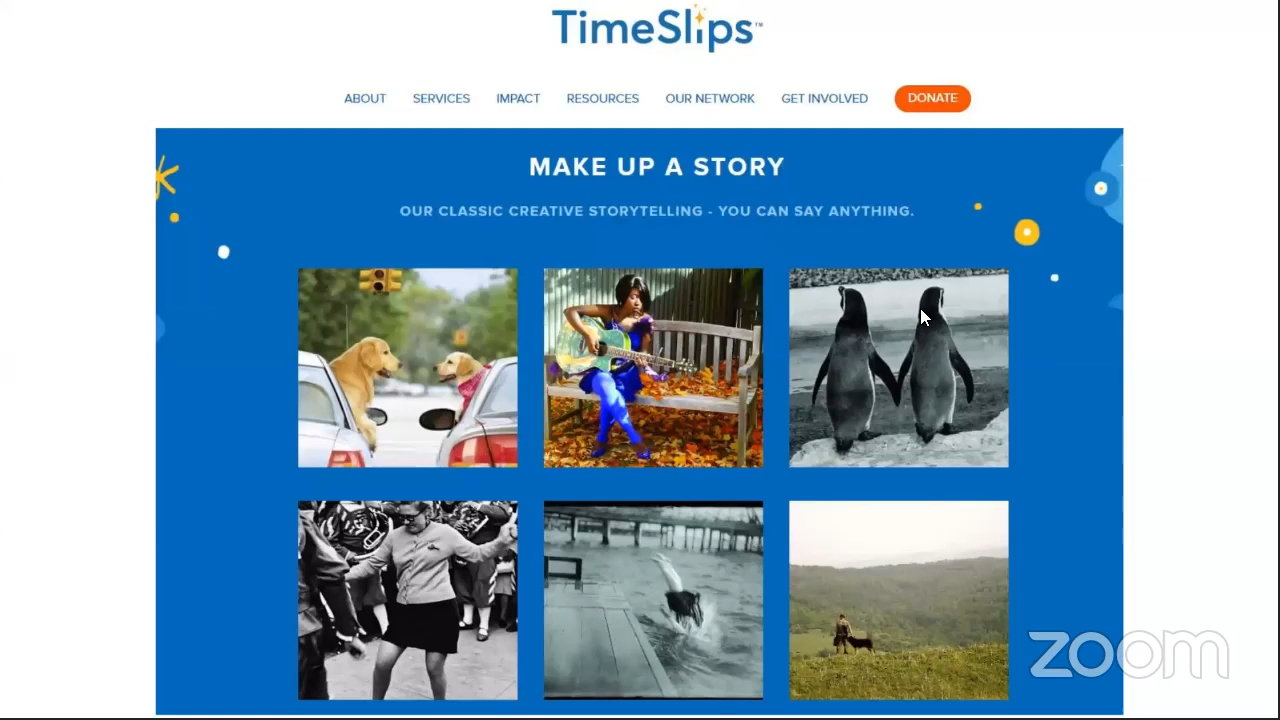 TimeSlips™
ABOUT SERVICES IMPACT RESOURCES OUR NETWORK GET INVOLVED DONATE
MAKE UP A STORY
OUR CLASSIC CREATIVE STORYTELLING - YOU CAN SAY ANYTHING.
zoom